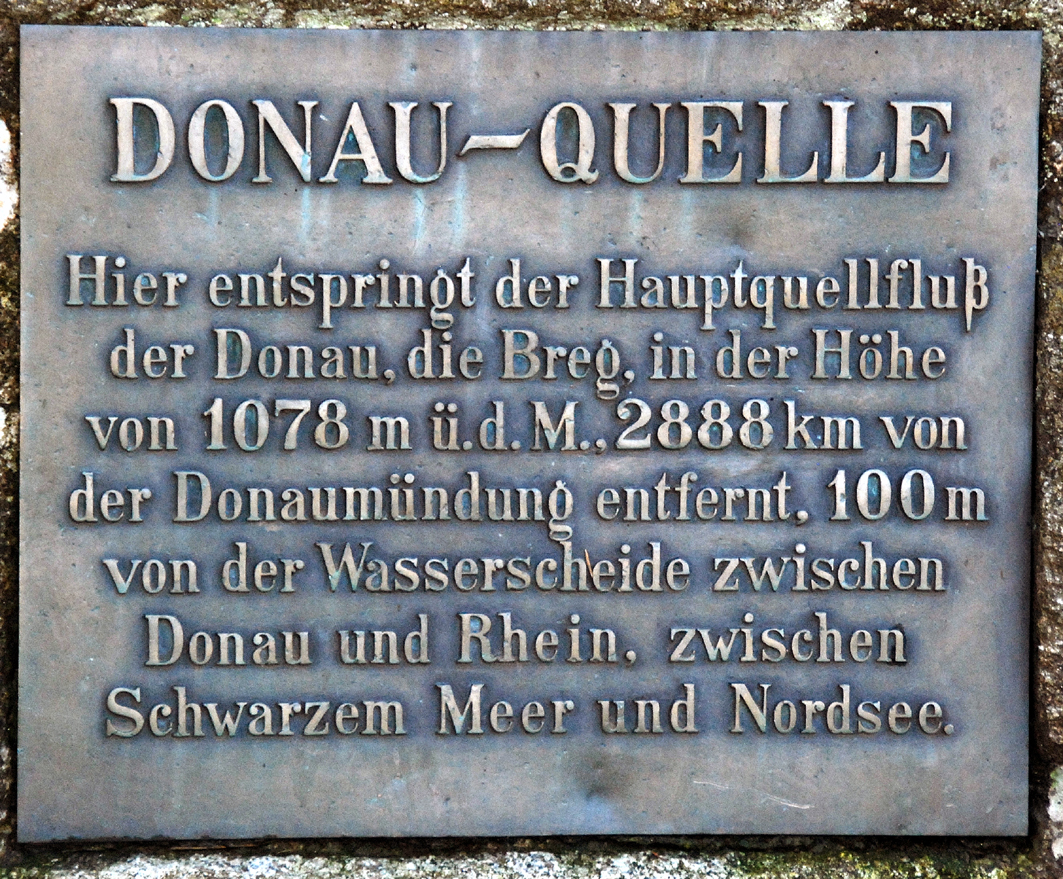 DONAU-QUELLE
Hier entspringt der Hauptquellfluß
der Donau, die Breg, in der Höhe
von 1078 m ü.d. M., 2888 km von
der Donaumündung entfernt, 100 m
von der Wasserscheide zwischen
Donau und Rhein, zwischen
Schwarzem Meer und Nordsee.